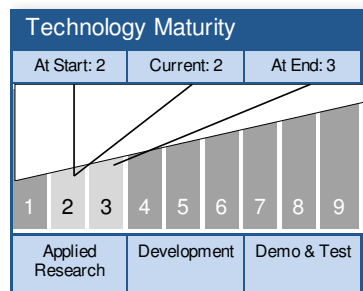 Technology Maturity
At Start: 2 Current: 2 At End: 3
1 2 3 4 5 6 7 8 9
Applied Development Demo & Test
Research